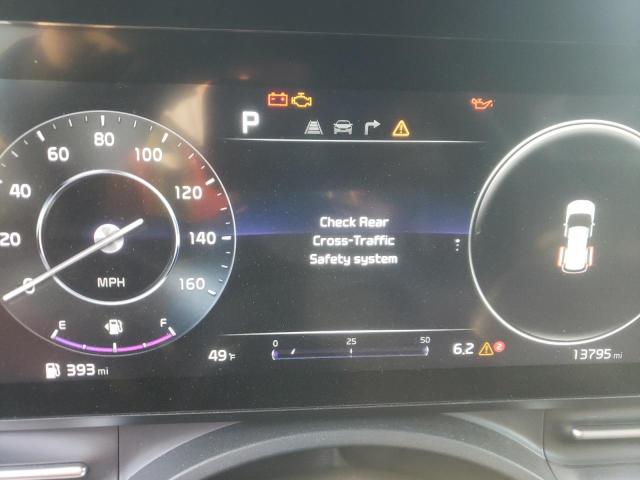 P
80
60
100
40
120
20
140
0
160
MPH
E
F
Check Rear
Cross-Traffic
Safety system
393 mi
49°F
0
25
50
6.2
2
13795 mi